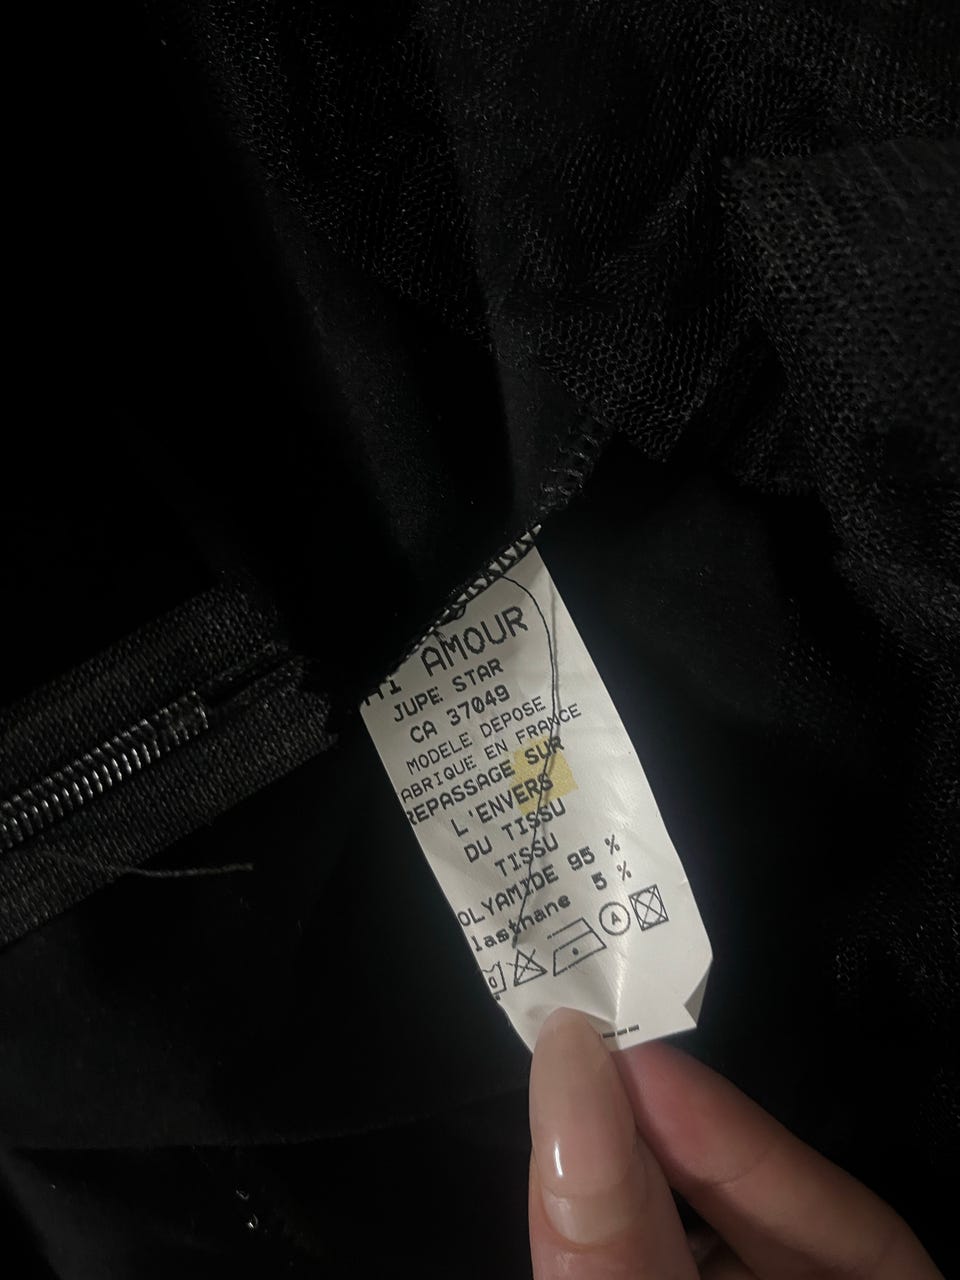 AMOUR
JUPE STAR
CA 37049
MODELE DEPOSE
ABRIQUE EN FRANCE
REPASSAGE SUR
L'ENVERS
DU TISSU
TISSU
OLYAMIDE 95 %
lasthane 5 %
A